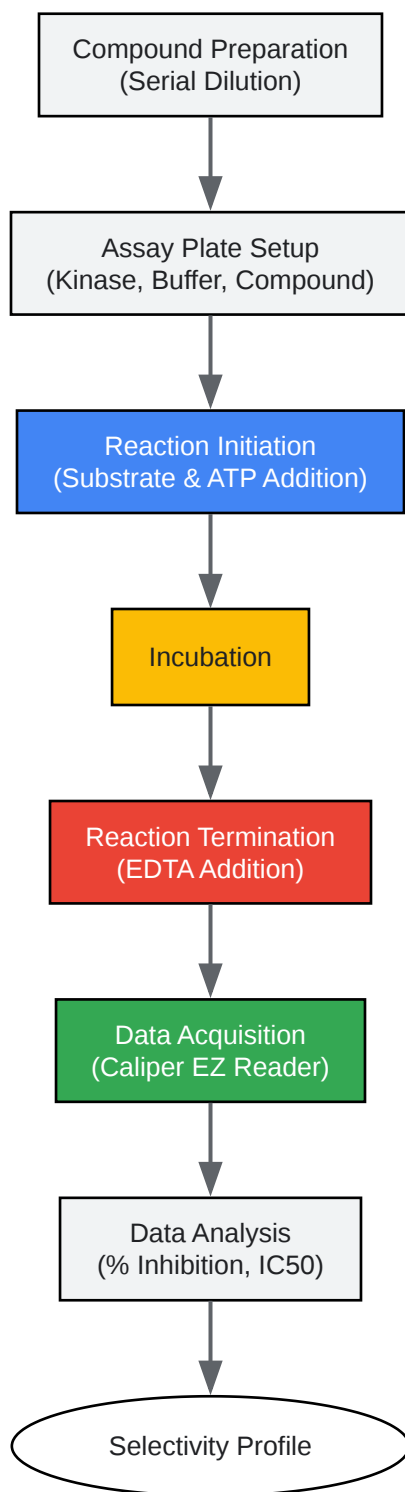 Compound Preparation
(Serial Dilution)
Assay Plate Setup
(Kinase, Buffer, Compound)
Reaction Initiation
(Substrate & ATP Addition)
Incubation
Reaction Termination
(EDTA Addition)
Data Acquisition
(Caliper EZ Reader)
Data Analysis
(% Inhibition, IC50)
Selectivity Profile